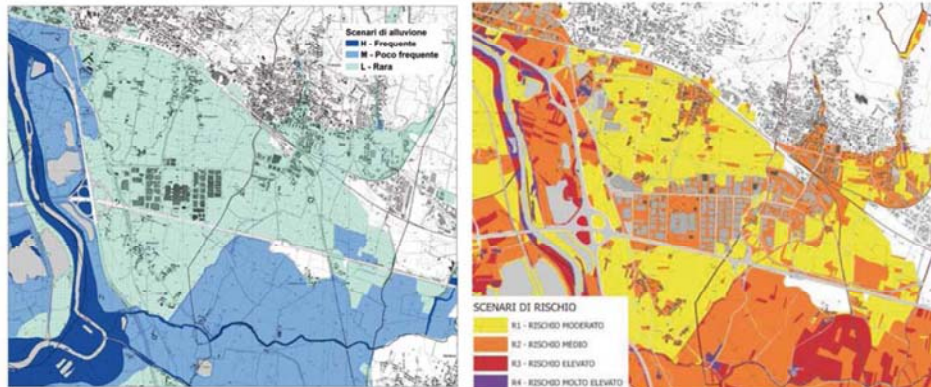 Scenari di alluvione
H - Frequente
M - Poco frequente
L - Rara
SCENARI DI RISCHIO
R1 - RISCHIO MODERATO
R2 - RISCHIO MEDIO
R3 - RISCHIO ELEVATO
R4 - RISCHIO MOLTO ELEVATO